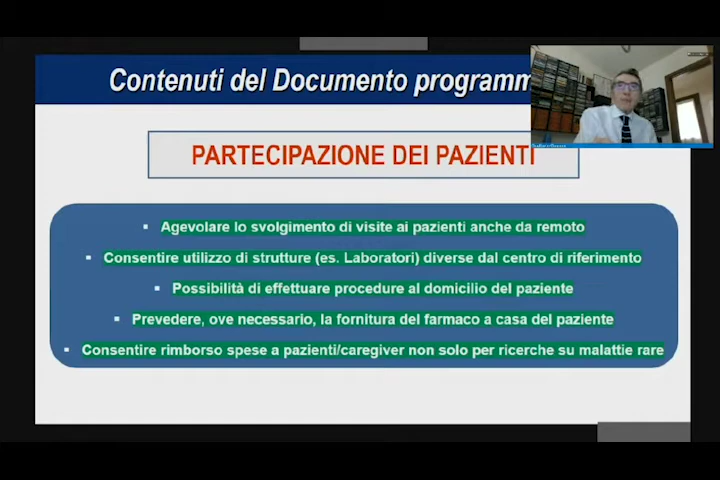 Contenuti del Documento programm
PARTECIPAZIONE DEI PAZIENTI
▪ Agevolare lo svolgimento di visite ai pazienti anche da remoto
▪ Consentire utilizzo di strutture (es. Laboratori) diverse dal centro di riferimento
▪ Possibilità di effettuare procedure al domicilio del paziente
▪ Prevedere, ove necessario, la fornitura del farmaco a casa del paziente
▪ Consentire rimborso spese a pazienti/caregiver non solo per ricerche su malattie rare